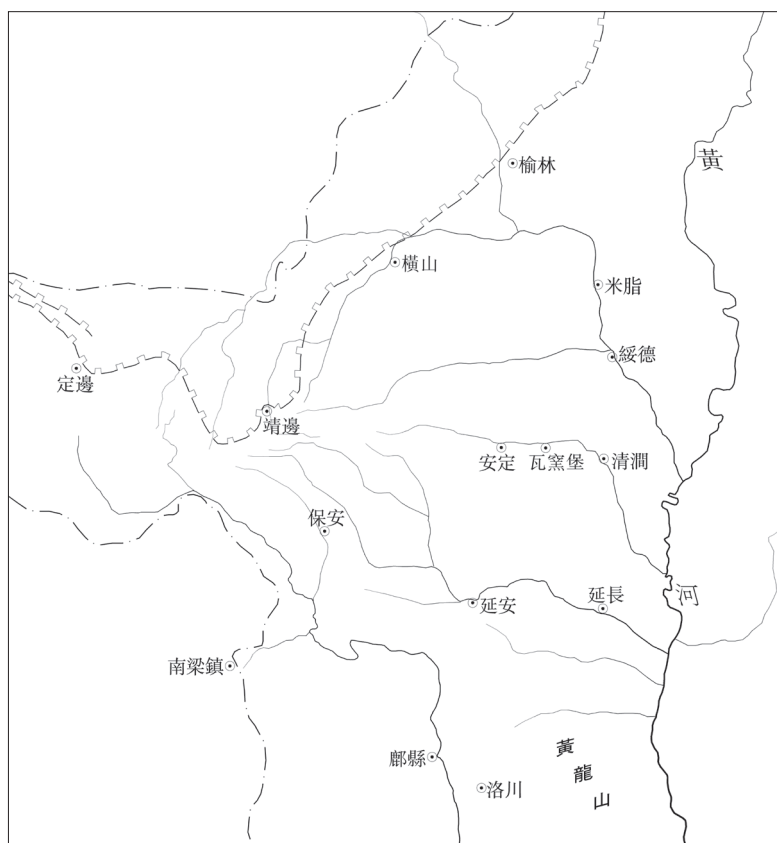 黃
榆林
橫山
米脂
綏德
定邊
靖邊
安定
瓦窯堡
清澗
保安
延安
延長
河
南梁鎮
鄜縣
洛川
黃龍山